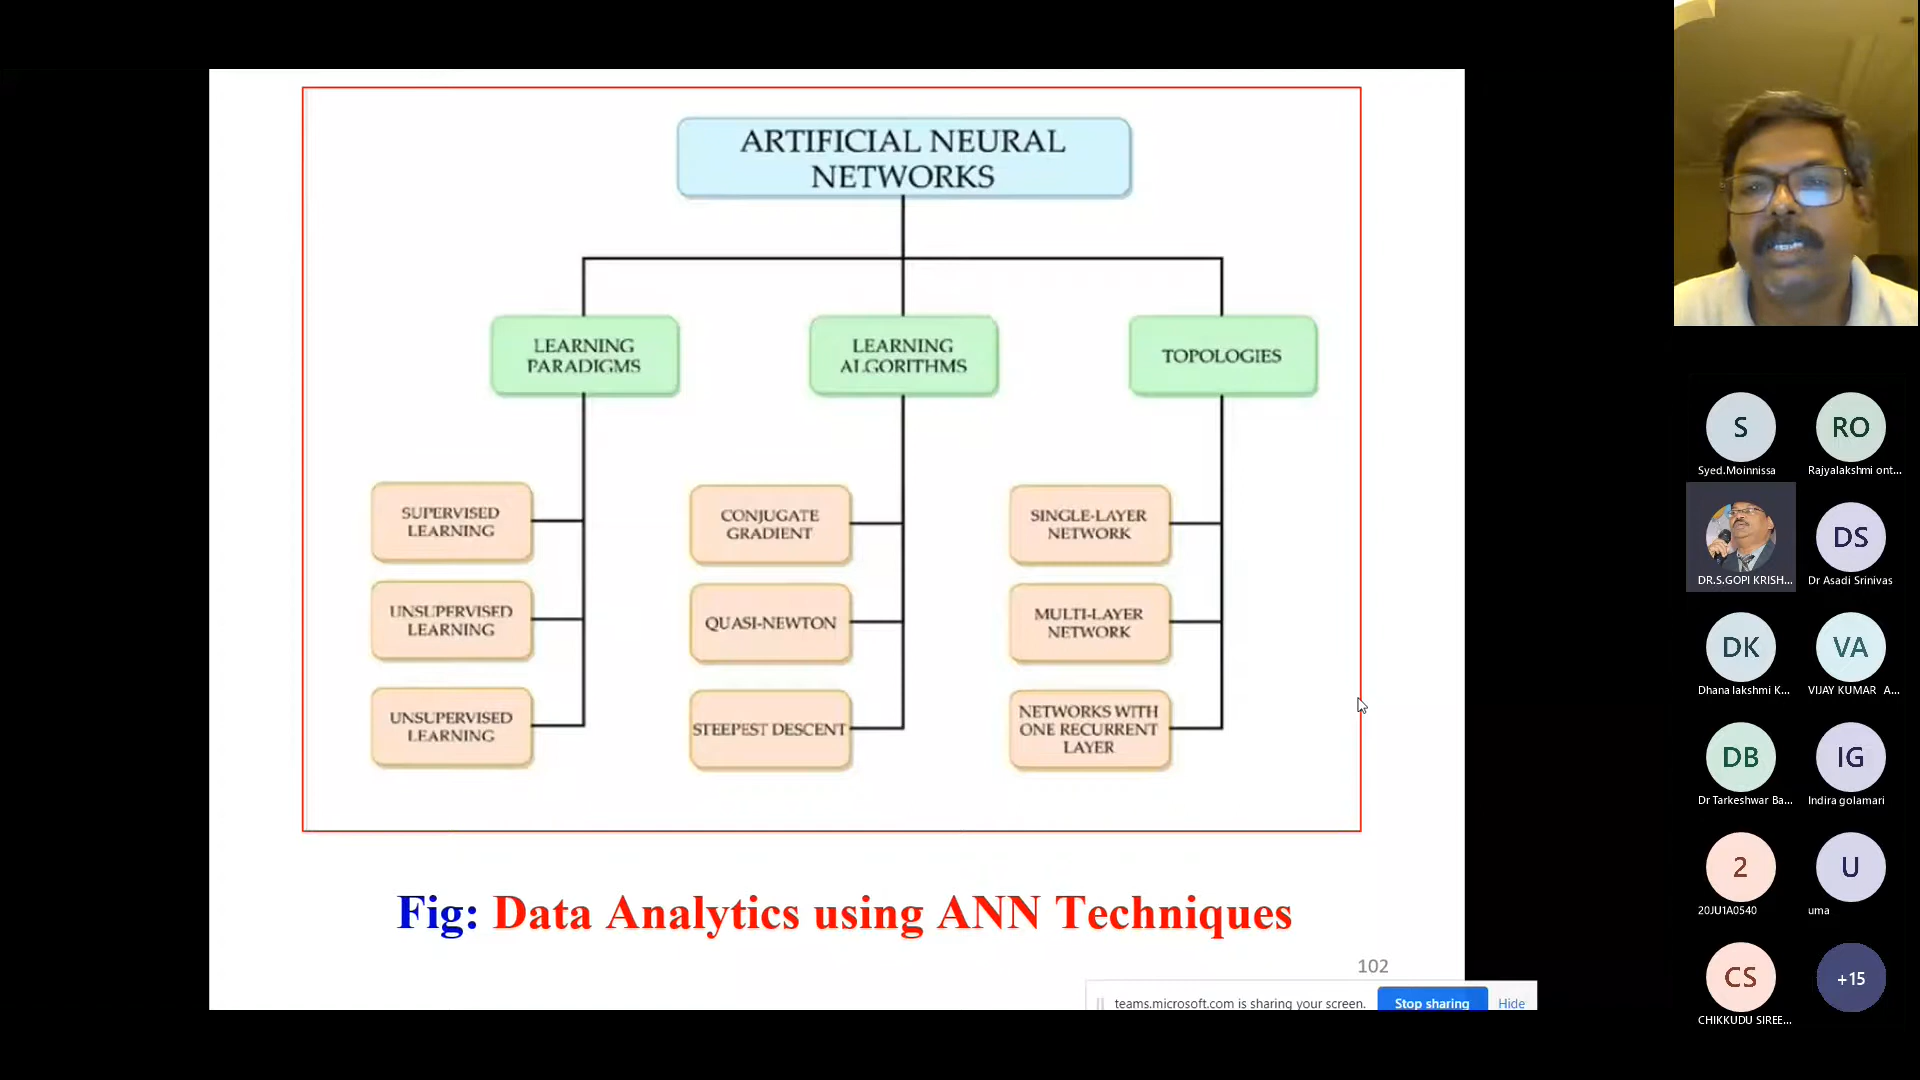 ARTIFICIAL NEURAL
NETWORKS
LEARNING
PARADIGMS
LEARNING
ALGORITHMS
TOPOLOGIES
SUPERVISED
LEARNING
UNSUPERVISED
LEARNING
UNSUPERVISED
LEARNING
CONJUGATE
GRADIENT
QUASI-NEWTON
STEEPEST DESCENT
SINGLE-LAYER
NETWORK
MULTI-LAYER
NETWORK
NETWORKS WITH
ONE RECURRENT
LAYER
Fig: Data Analytics using ANN Techniques
102
teams.microsoft.com is sharing your screen.
Stop sharing
Hide
S
Syed.Moinnissa
RO
Rajyalakshmi ont...
DR.S.GOPI KRISH...
DS
Dr Asadi Srinivas
DK
Dhana lakshmi K...
VA
VIJAY KUMAR A...
DB
Dr Tarkeshwar Ba...
IG
Indira golamari
2
20JU1A0540
U
uma
CS
CHIKKUDU SIREE...
+15